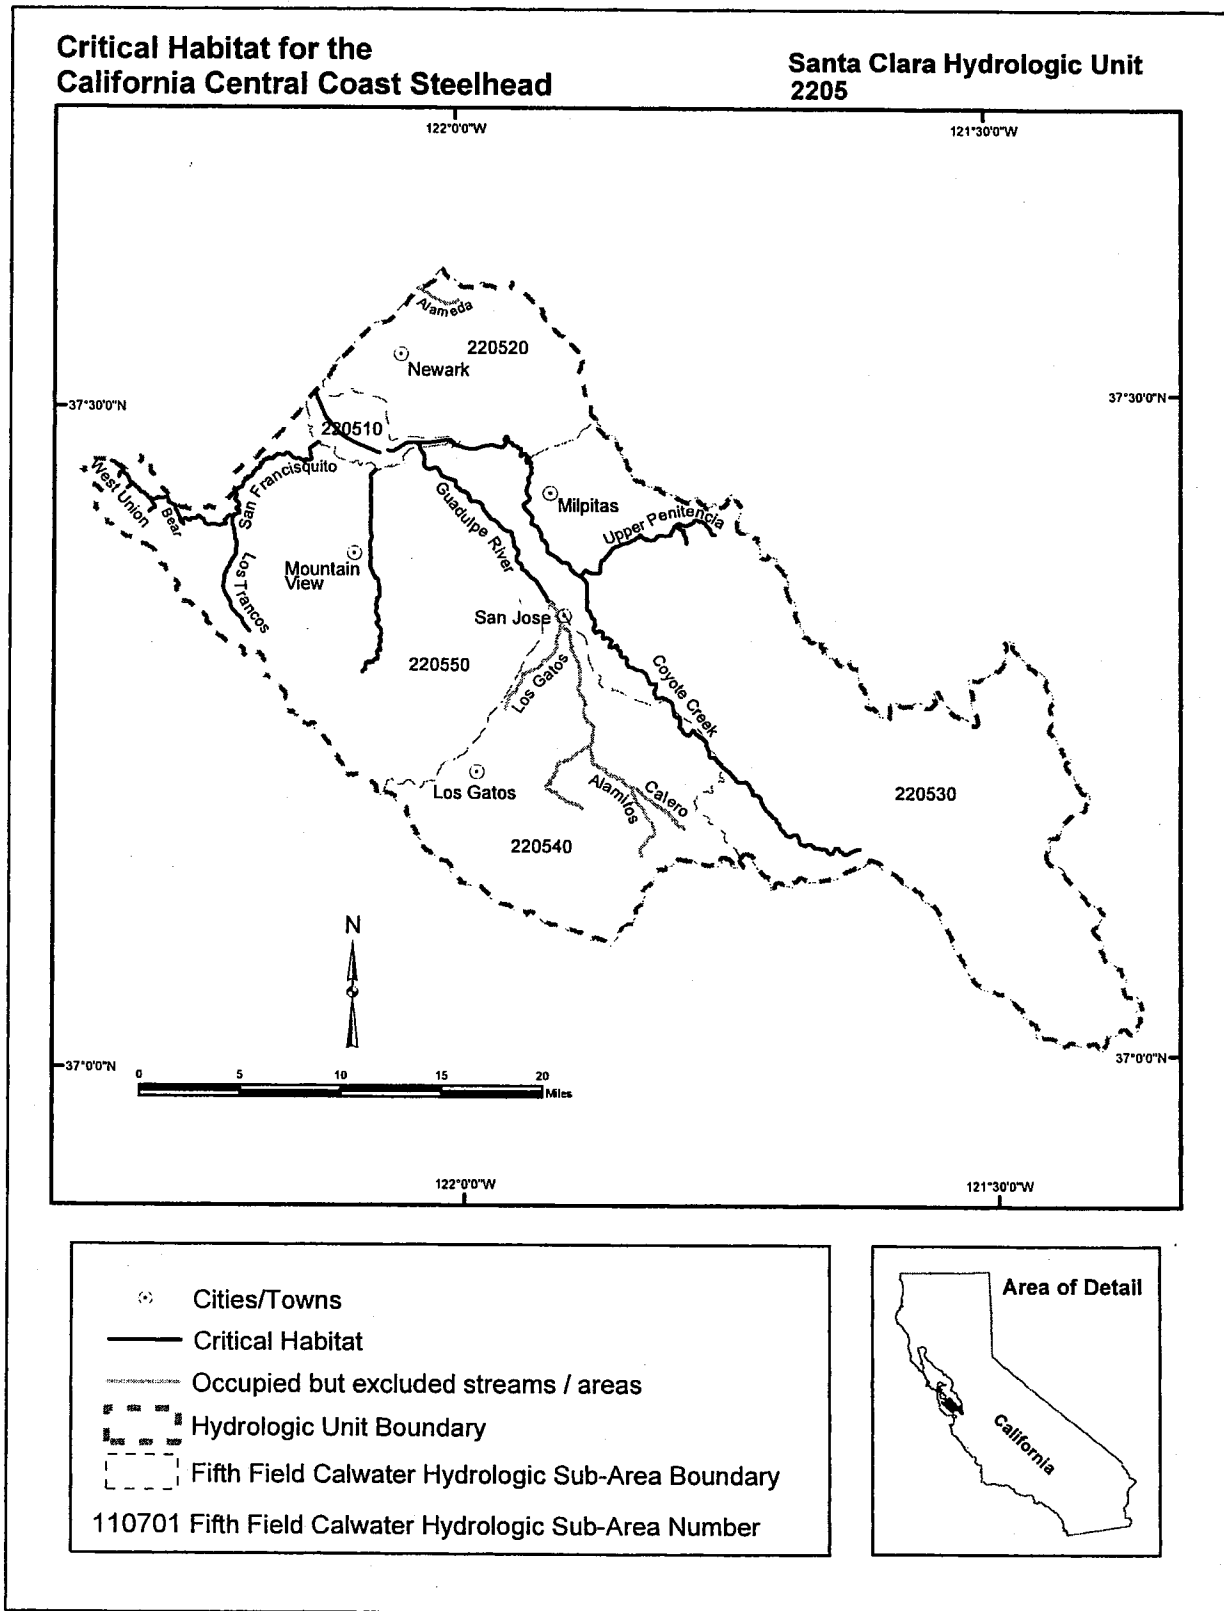 Critical Habitat for the
California Central Coast Steelhead
Santa Clara Hydrologic Unit
2205
122°0'0"W
121°30'0"W
Alameda
220520
Newark
37°30'0"N
37°30'0"N
220510
West Union
Bear
San Francisquito
Los Trancos
Mountain
View
Guadulpe River
Milpitas
Upper Penitencia
San Jose
220550
Los Gatos
Coyote Creek
Los Gatos
Alamitos
Calero
220530
220540
N
37°0'0"N
37°0'0"N
0 5 10 15 20
Miles
122°0'0"W
121°30'0"W
Cities/Towns
Critical Habitat
Occupied but excluded streams / areas
Hydrologic Unit Boundary
Fifth Field Calwater Hydrologic Sub-Area Boundary
110701 Fifth Field Calwater Hydrologic Sub-Area Number
Area of Detail
California